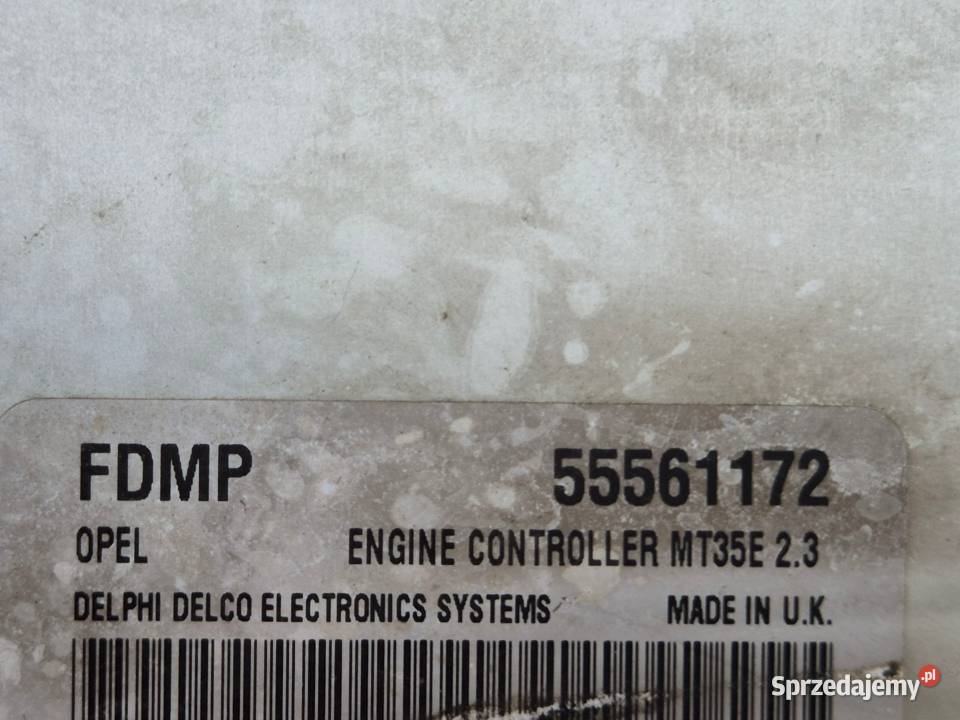 FDMP 55561172
OPEL ENGINE CONTROLLER MT35E 2.3
DELPHI DELCO ELECTRONICS SYSTEMS MADE IN U.K.
Sprzedajemy.pl